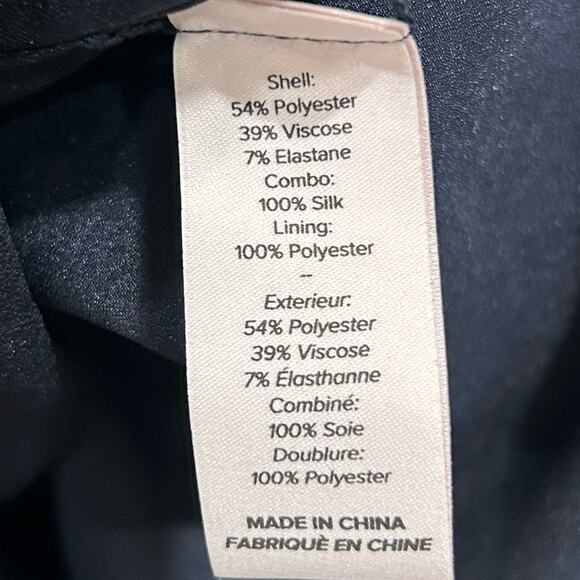 Shell:
54% Polyester
39% Viscose
7% Elastane
Combo:
100% Silk
Lining:
100% Polyester
–
Exterieur:
54% Polyester
39% Viscose
7% Élasthanne
Combiné:
100% Soie
Doublure:
100% Polyester
MADE IN CHINA
FABRIQUÈ EN CHINE